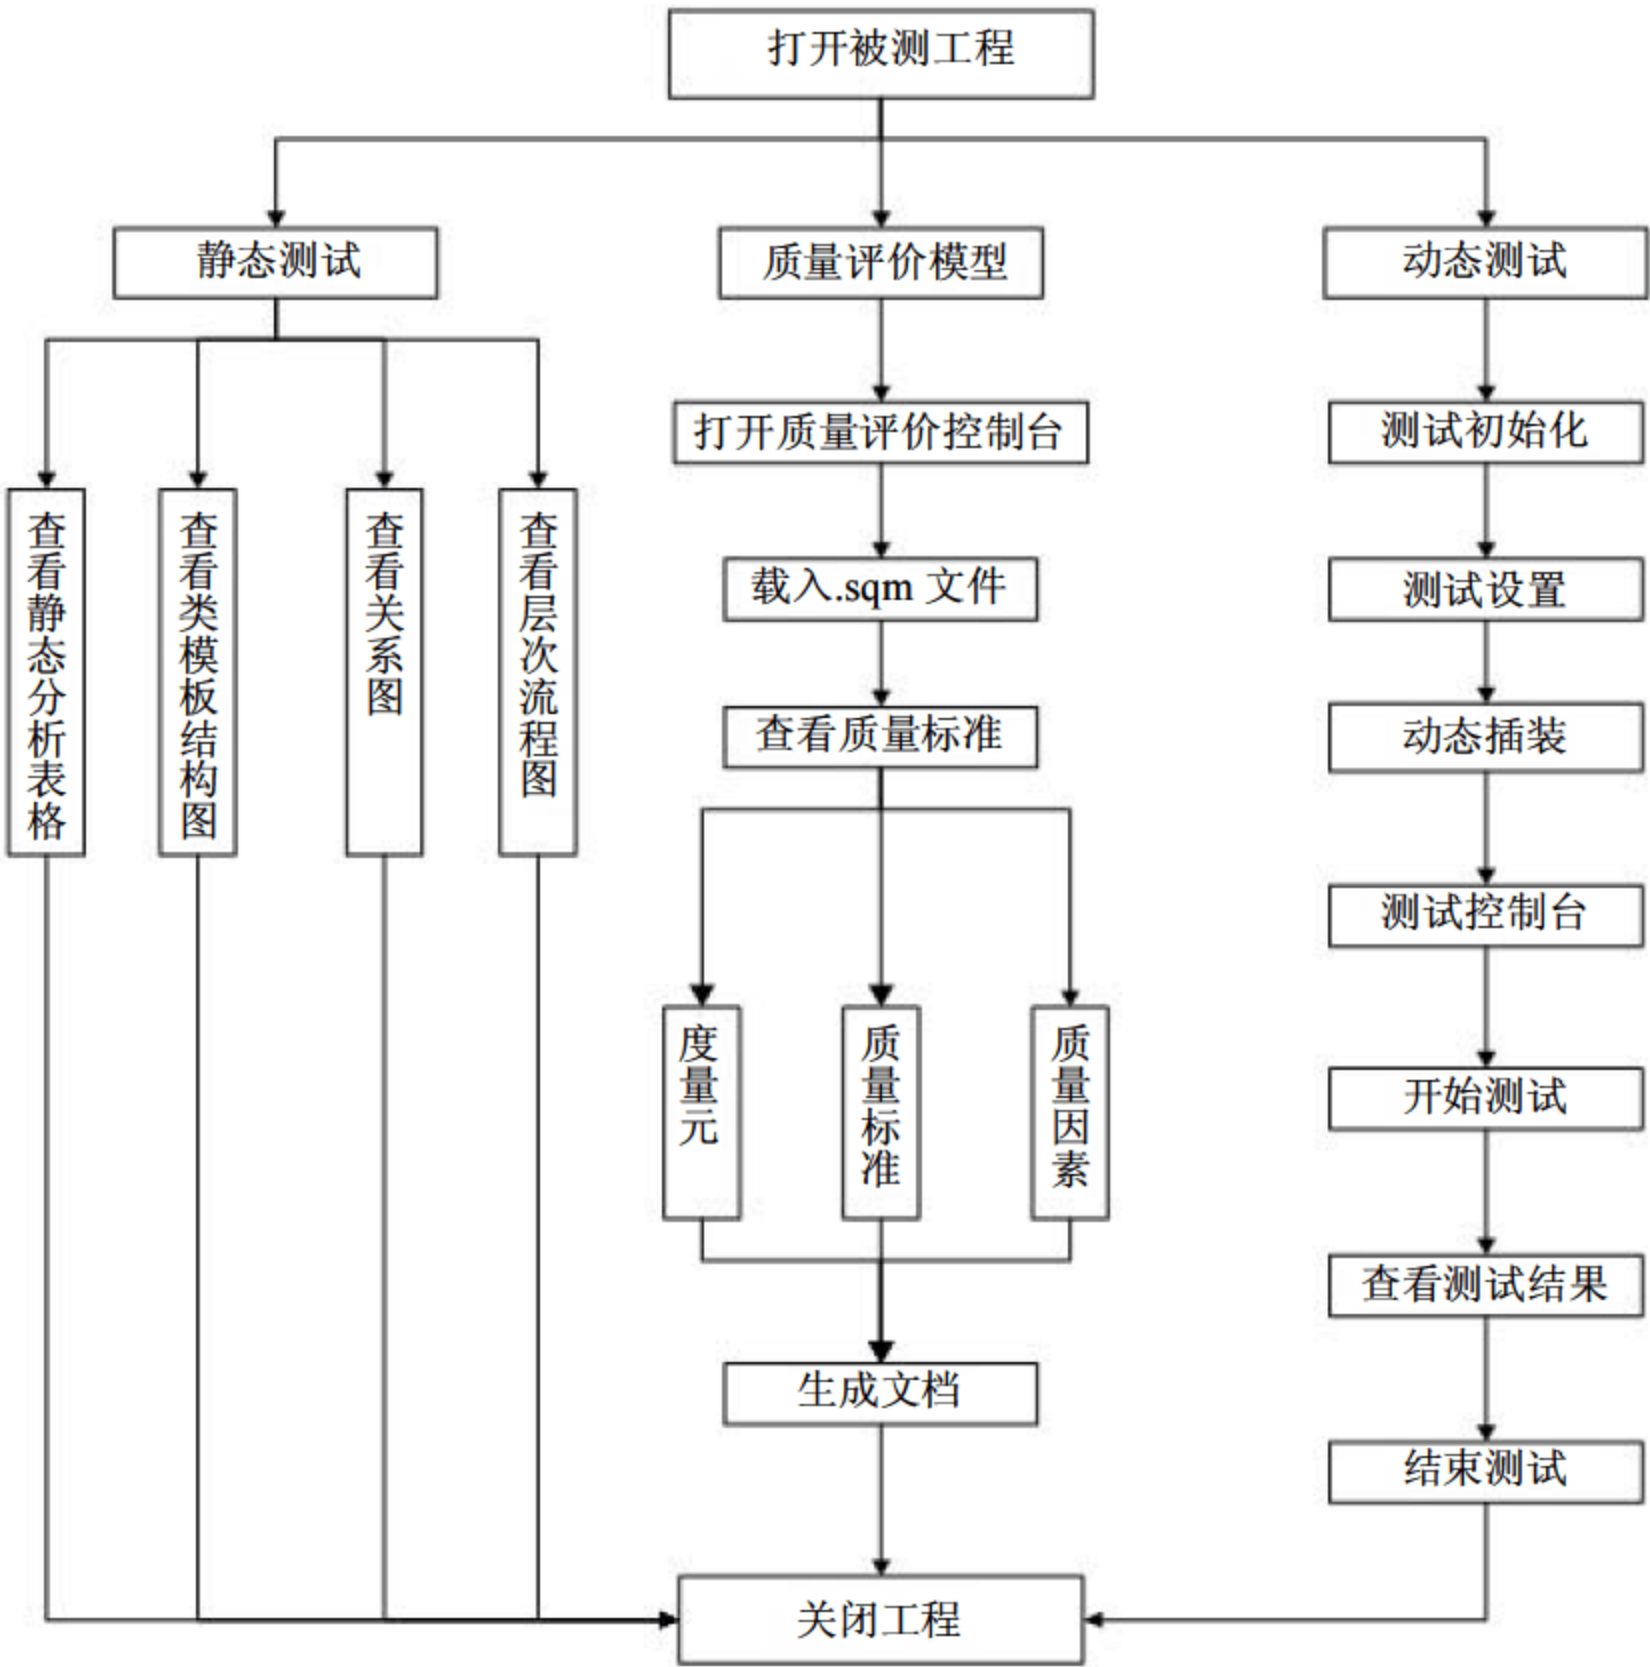 打开被测工程
静态测试
质量评价模型
动态测试
打开质量评价控制台
测试初始化
查看静态分析表格
查看类模板结构图
查看关系图
查看层次流程图
载入.sqm 文件
测试设置
查看质量标准
动态插装
测试控制台
度量元
质量标准
质量因素
开始测试
查看测试结果
生成文档
结束测试
关闭工程